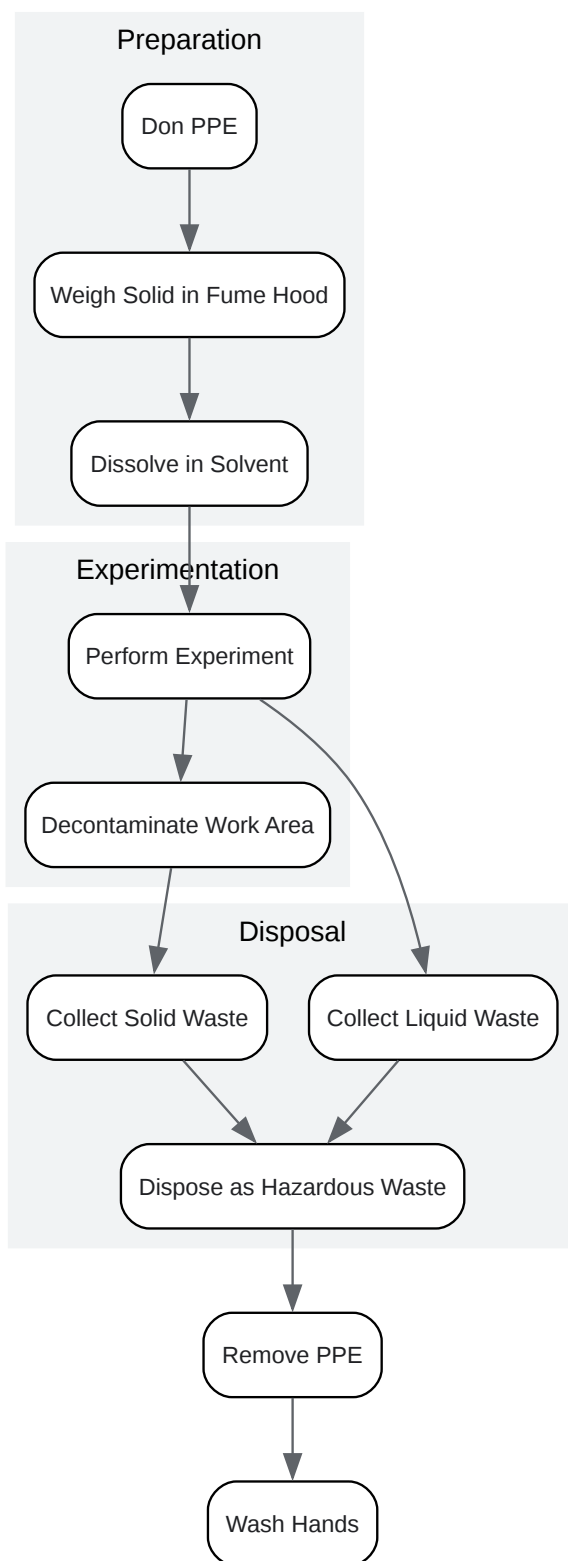 Preparation
Don PPE
Weigh Solid in Fume Hood
Dissolve in Solvent
Experimentation
Perform Experiment
Decontaminate Work Area
Disposal
Collect Solid Waste
Collect Liquid Waste
Dispose as Hazardous Waste
Remove PPE
Wash Hands